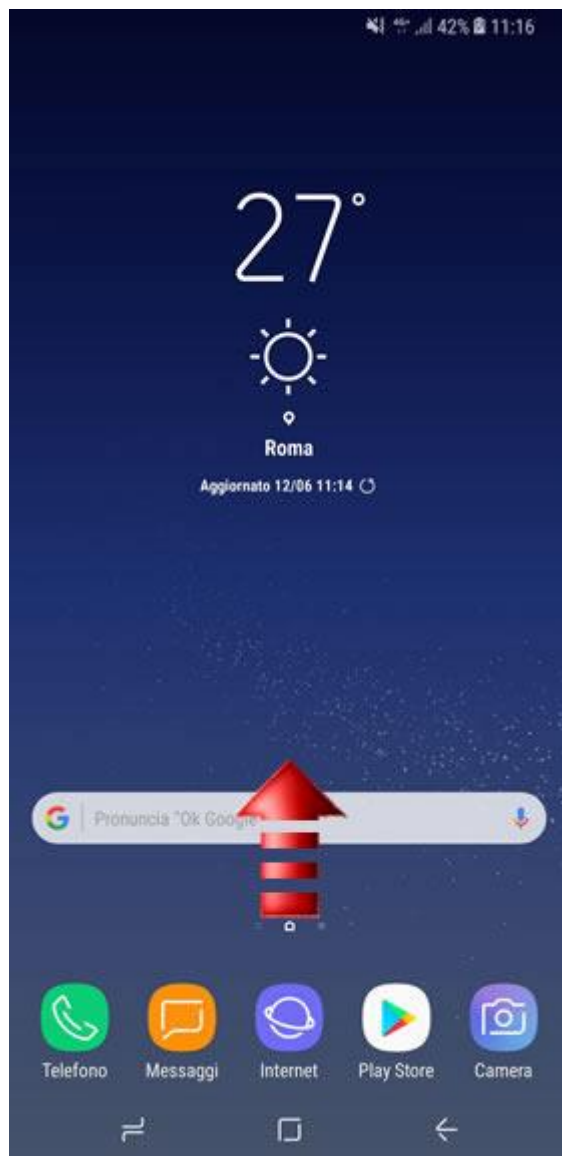 42% 11:16
27°
Roma
Aggiornato 12/06 11:14
Pronuncia "Ok Google
Telefono Messaggi Internet Play Store Camera